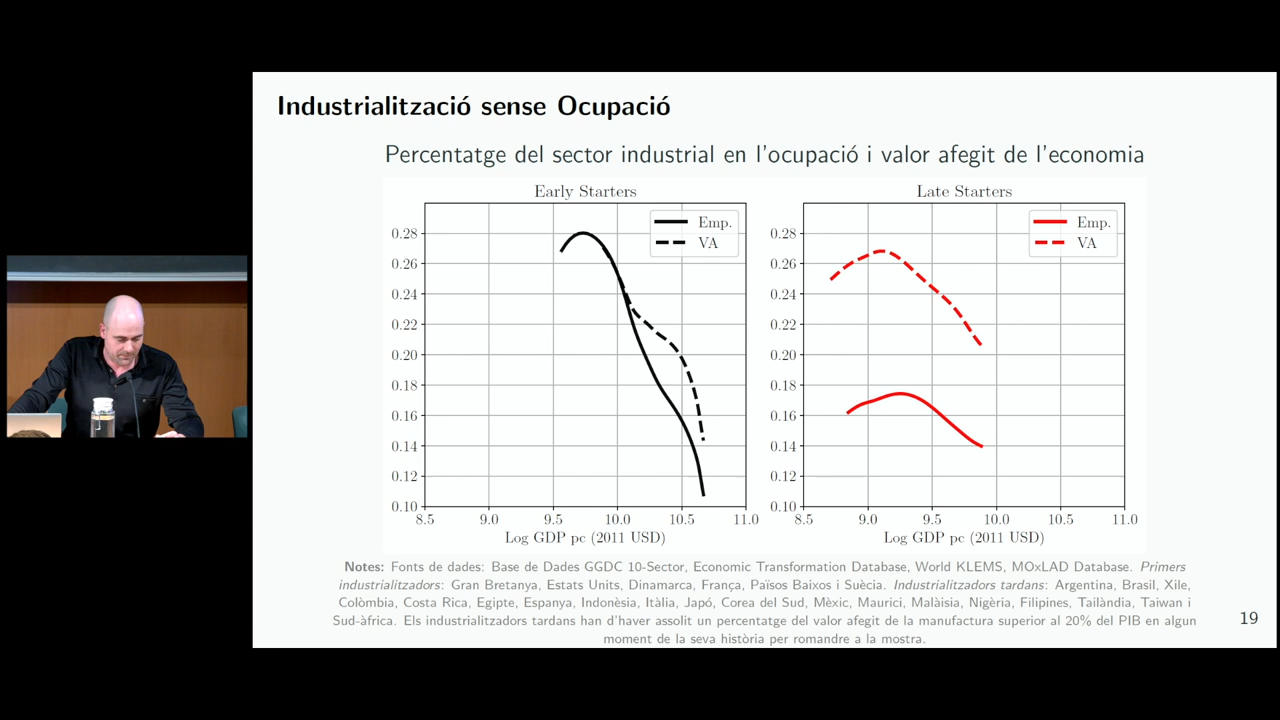 Industrialització sense Ocupació
Percentatge del sector industrial en l'ocupació i valor afegit de l'economia
Early Starters
Emp.
VA
0.28
0.26
0.24
0.22
0.20
0.18
0.16
0.14
0.12
0.10
8.5 9.0 9.5 10.0 10.5 11.0
Log GDP pc (2011 USD)
Late Starters
Emp.
VA
0.28
0.26
0.24
0.22
0.20
0.18
0.16
0.14
0.12
0.10
8.5 9.0 9.5 10.0 10.5 11.0
Log GDP pc (2011 USD)
Notes: Fonts de dades: Base de Dades GGDC 10-Sector, Economic Transformation Database, World KLEMS, MOxLAD Database. Primers
industrialitzadors: Gran Bretanya, Estats Units, Dinamarca, França, Països Baixos i Suècia. Industrialitzadors tardans: Argentina, Brasil, Xile,
Colòmbia, Costa Rica, Egipte, Espanya, Indonèsia, Itàlia, Japó, Corea del Sud, Mèxic, Maurici, Malàisia, Nigèria, Filipines, Tailàndia, Taiwan i
Sud-àfrica. Els industrialitzadors tardans han d'haver assolit un percentatge del valor afegit de la manufactura superior al 20% del PIB en algun
moment de la seva història per romandre a la mostra.
19